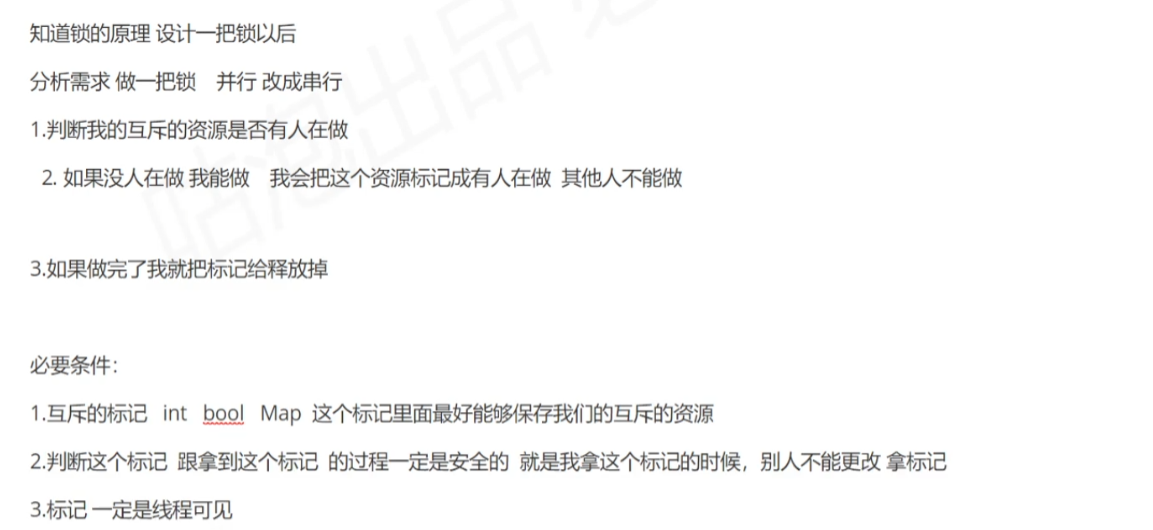 知道锁的原理 设计一把锁以后
分析需求 做一把锁 并行 改成串行
1.判断我的互斥的资源是否有人在做
2. 如果没人在做 我能做 我会把这个资源标记成有人在做 其他人不能做
3.如果做完了我就把标记给释放掉
必要条件：
1.互斥的标记 int bool Map 这个标记里面最好能够保存我们的互斥的资源
2.判断这个标记 跟拿到这个标记 的过程一定是安全的 就是我拿这个标记的时候，别人不能更改 拿标记
3.标记 一定是线程可见
咕泡出品